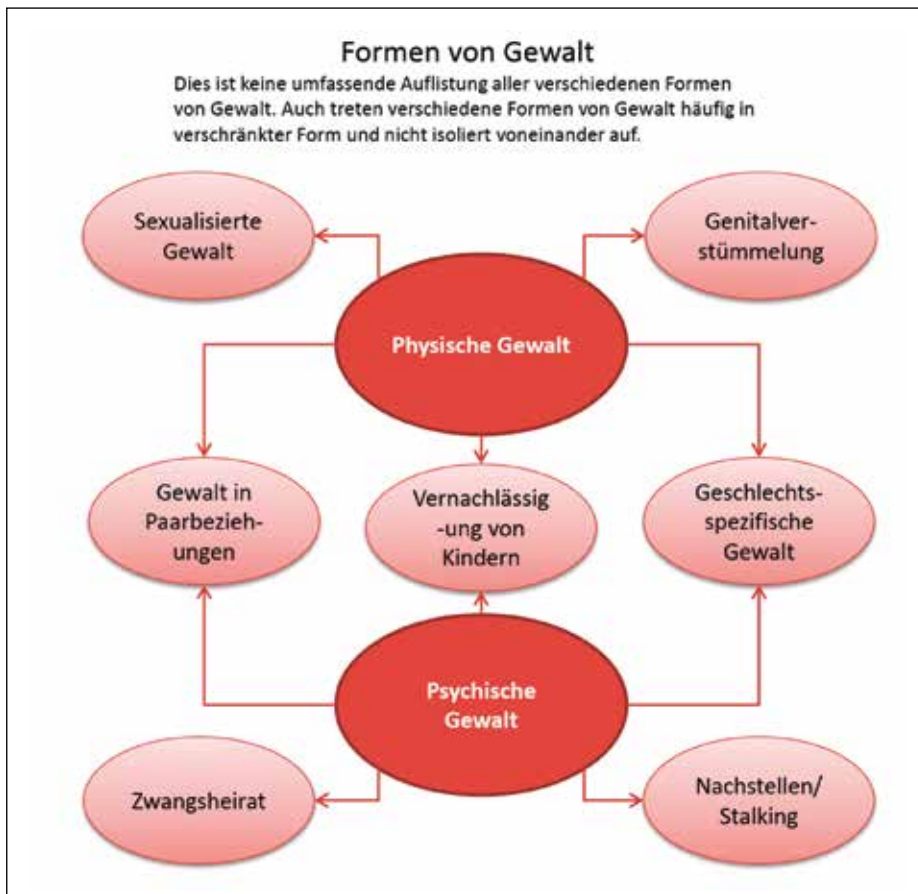 Formen von Gewalt
Dies ist keine umfassende Auflistung aller verschiedenen Formen
von Gewalt. Auch treten verschiedene Formen von Gewalt häufig in
verschränkter Form und nicht isoliert voneinander auf.
Sexualisierte
Gewalt
Genitalver-
stümmelung
Physische Gewalt
Gewalt in
Paarbezieh-
ungen
Vernachlässig
-ung von
Kindern
Geschlechts-
spezifische
Gewalt
Psychische
Gewalt
Zwangsheirat
Nachstellen/
Stalking